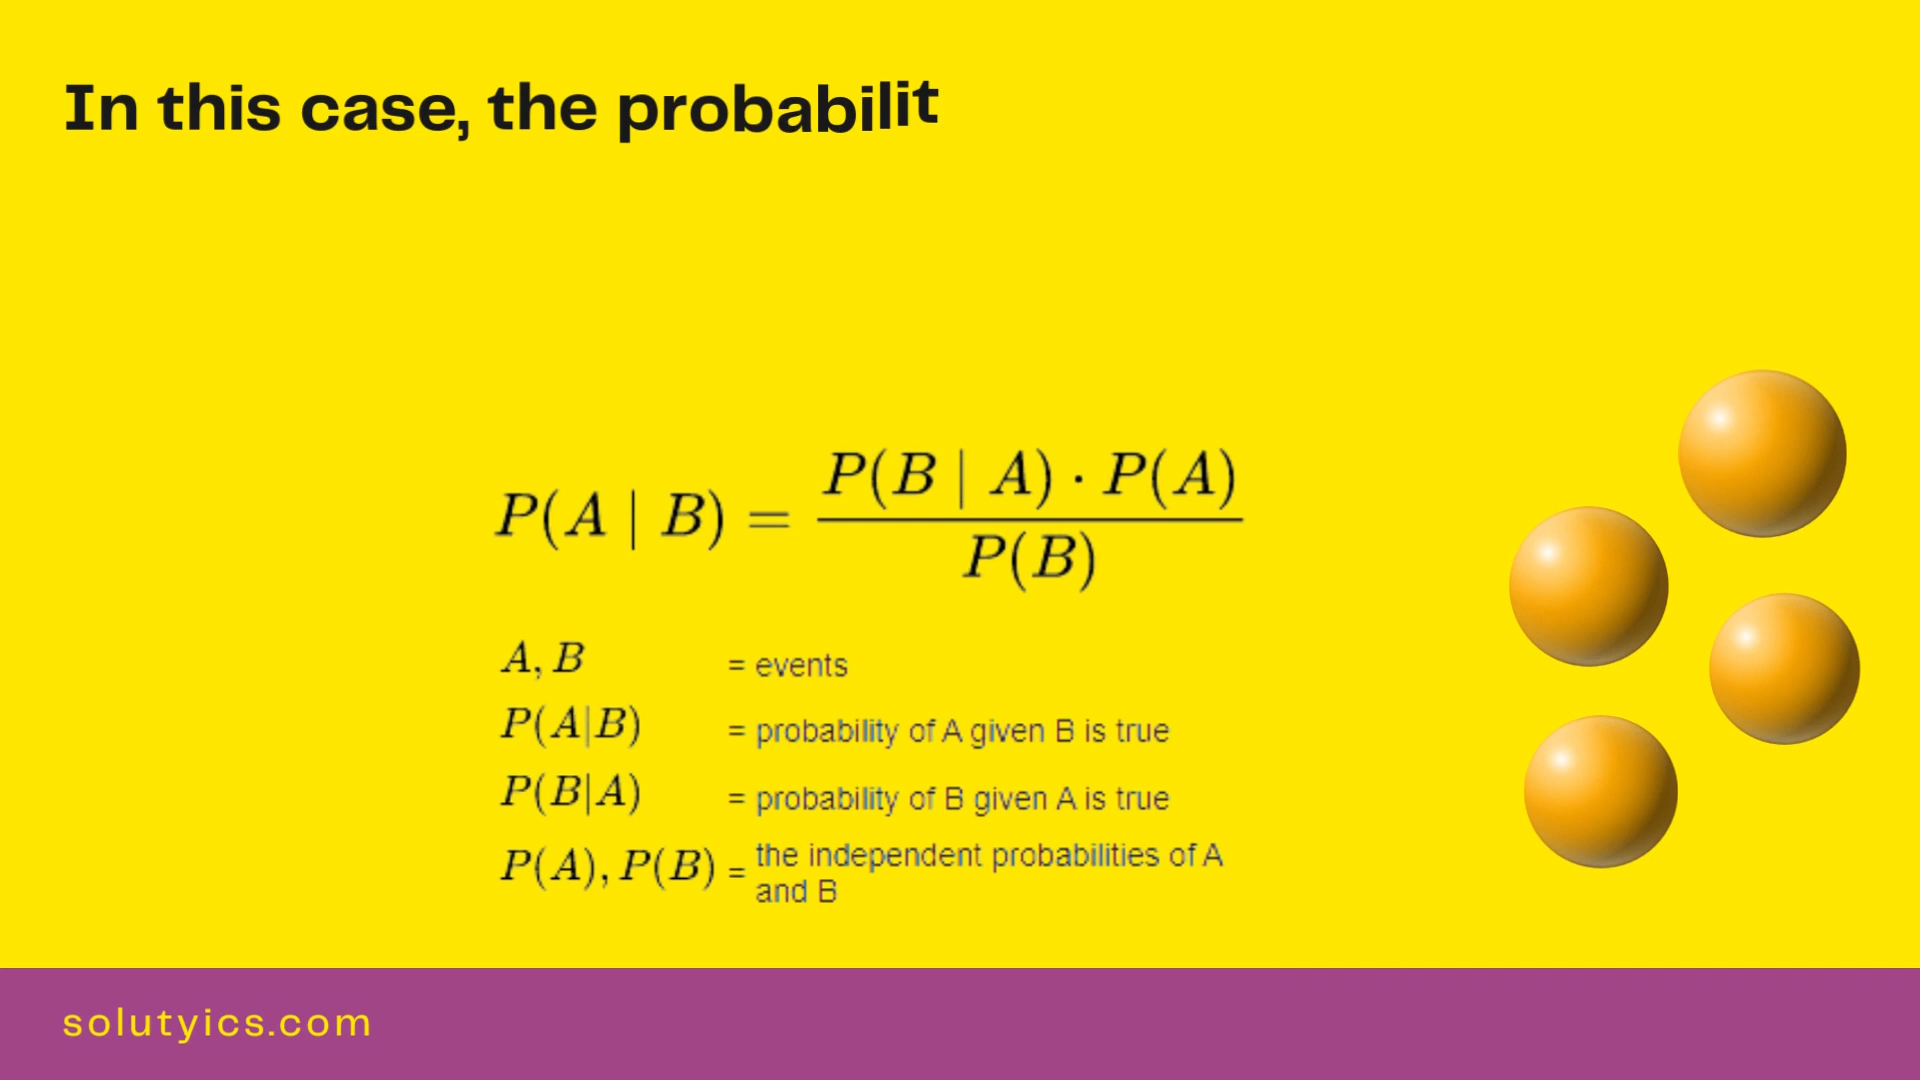 In this case, the probabilit
P(A | B) = P(B | A) · P(A) / P(B)
A, B = events
P(A|B) = probability of A given B is true
P(B|A) = probability of B given A is true
P(A), P(B) = the independent probabilities of A
and B
solutyics.com